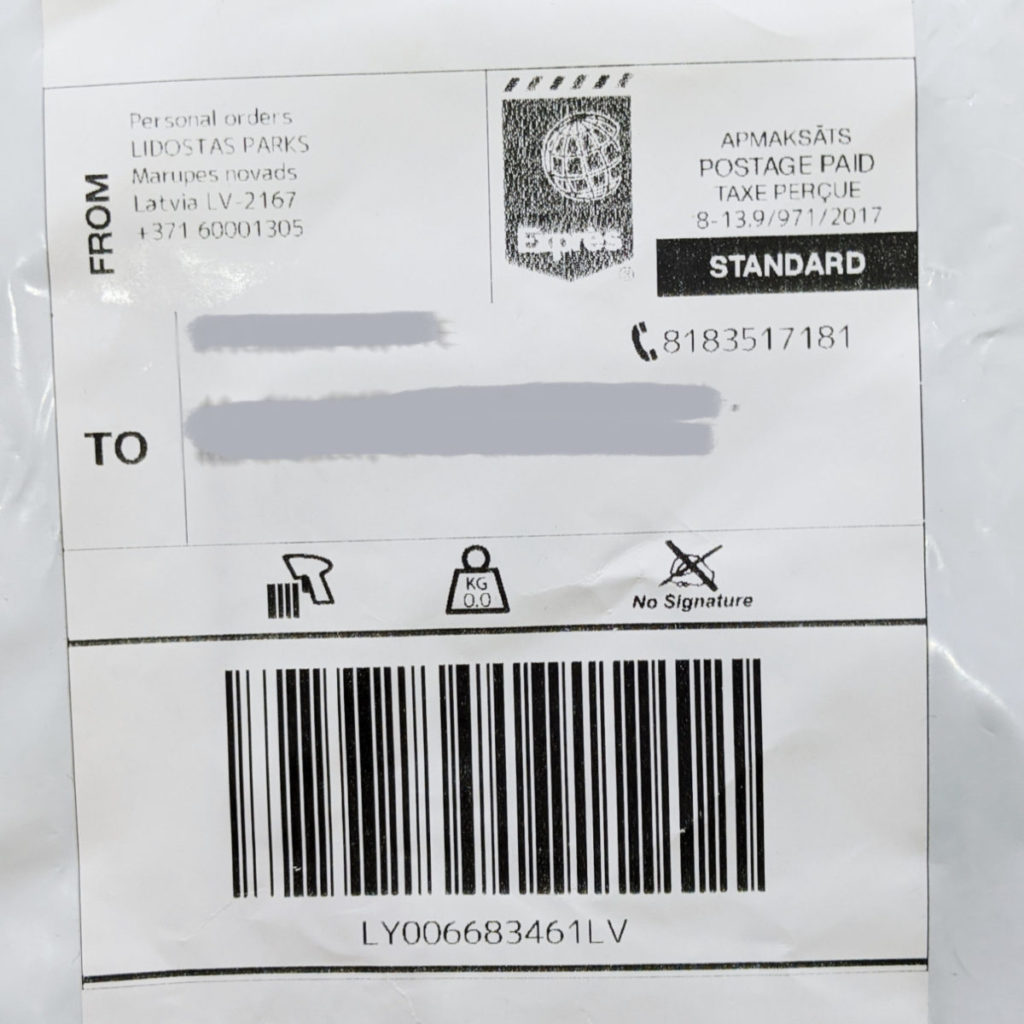 FROM
Personal orders
LIDOSTAS PARKS
Marupes novads
Latvia LV-2167
+371 60001305
Expres
APMAKSĀTS
POSTAGE PAID
TAXE PERÇUE
8-13.9/971/2017
STANDARD
8183517181
TO
KG
0.0
No Signature
LY006683461LV